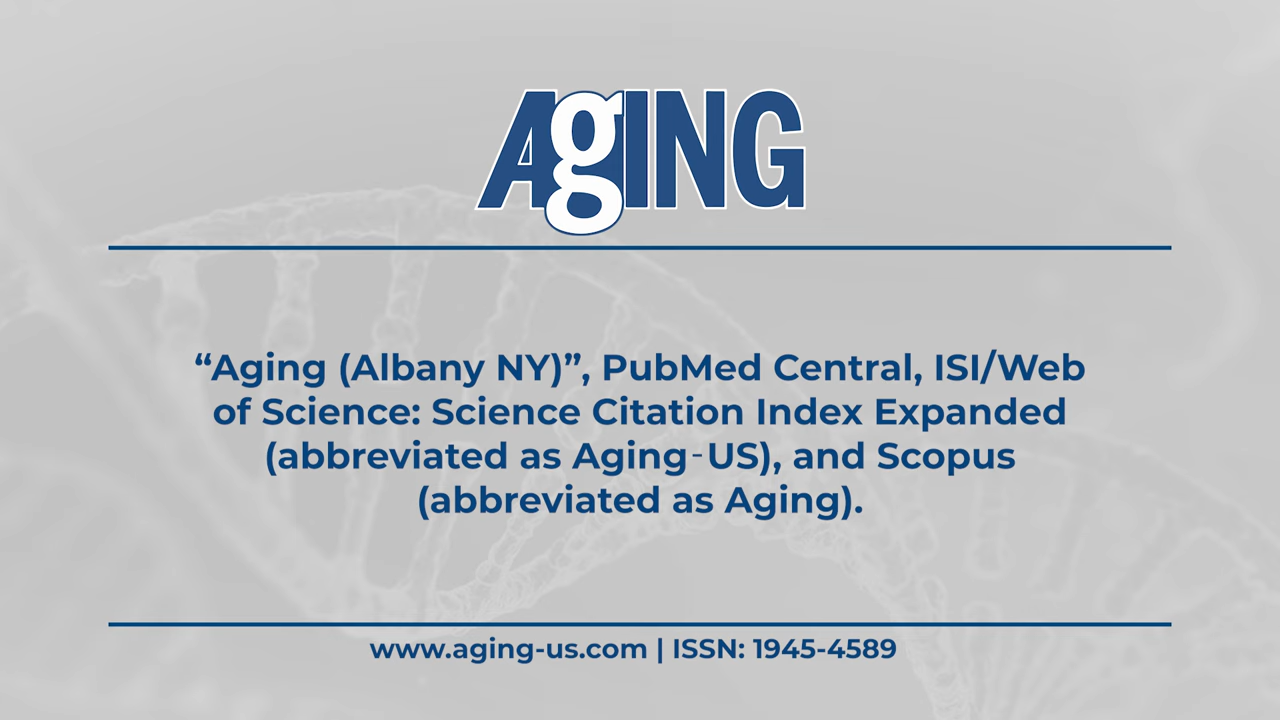 AgING
“Aging (Albany NY)”, PubMed Central, ISI/Web
of Science: Science Citation Index Expanded
(abbreviated as Aging-US), and Scopus
(abbreviated as Aging).
www.aging-us.com | ISSN: 1945-4589